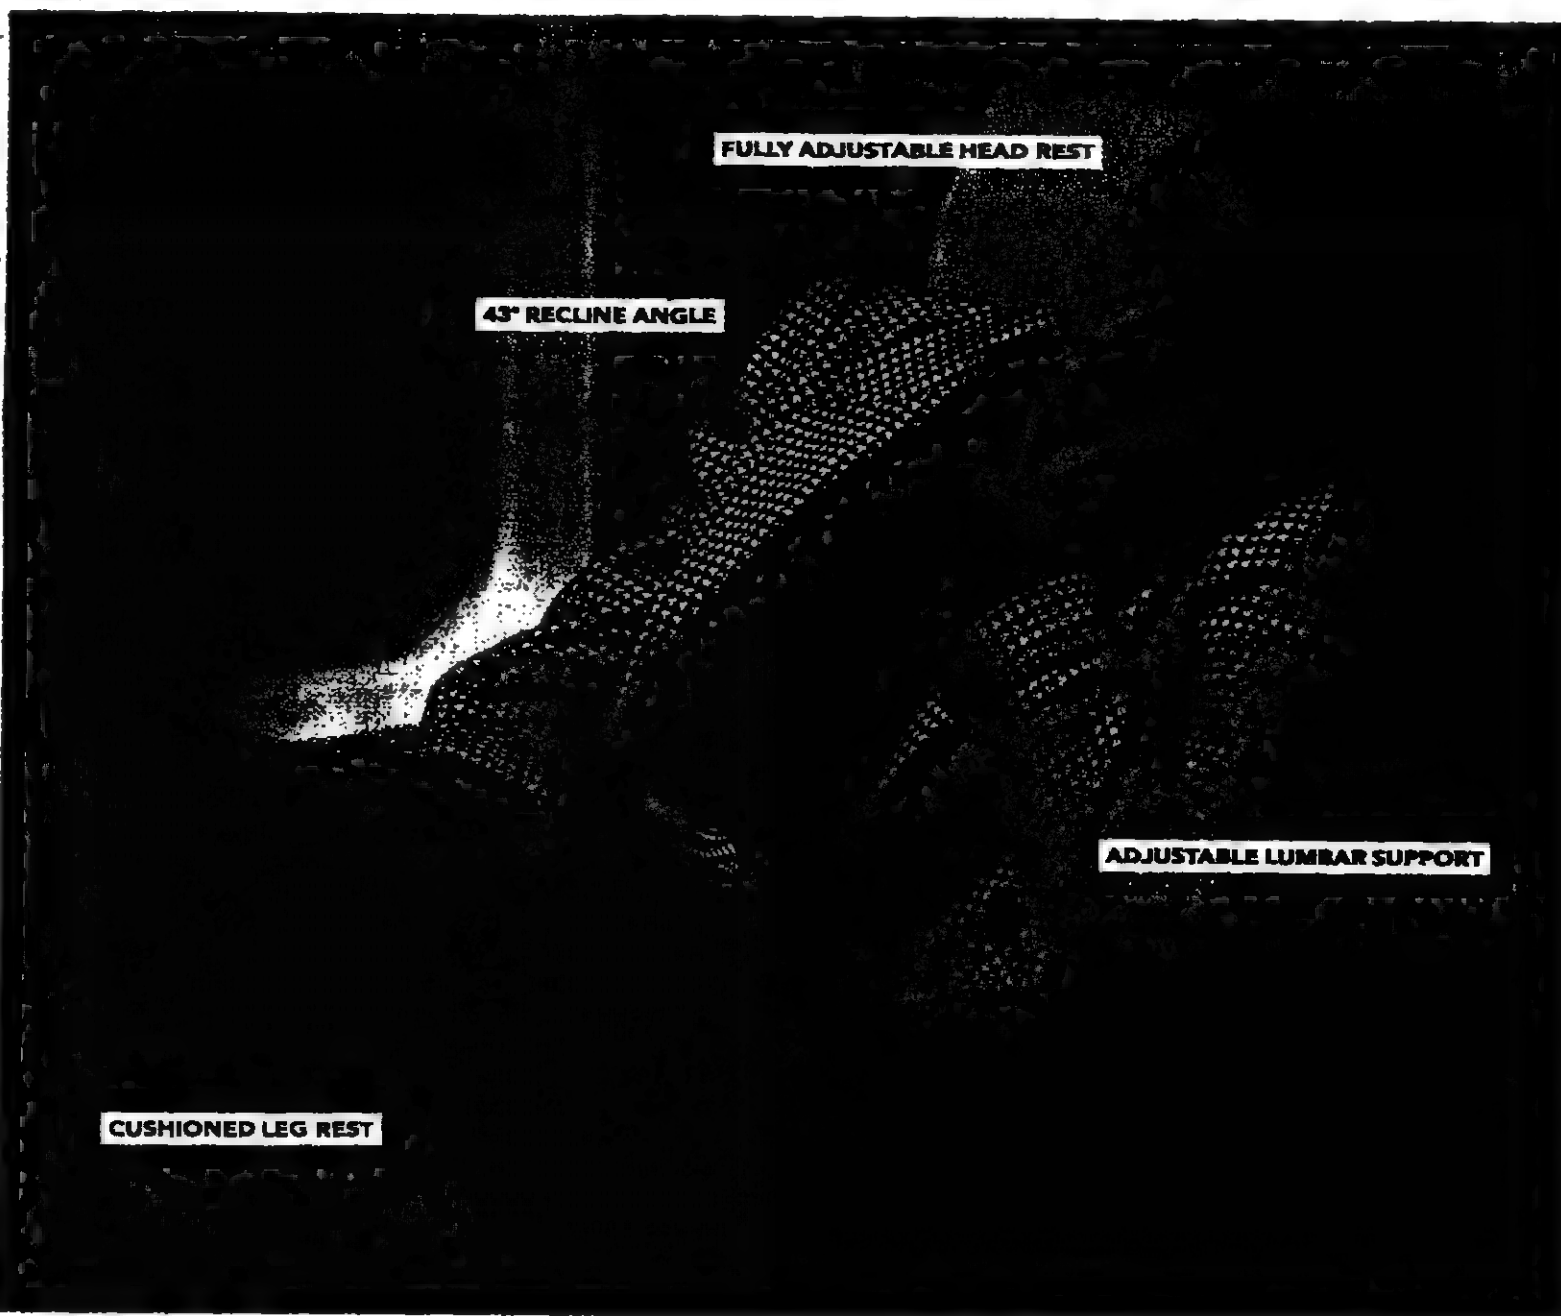 FULLY ADJUSTABLE HEAD REST
43° RECLINE ANGLE
ADJUSTABLE LUMBAR SUPPORT
CUSHIONED LEG REST